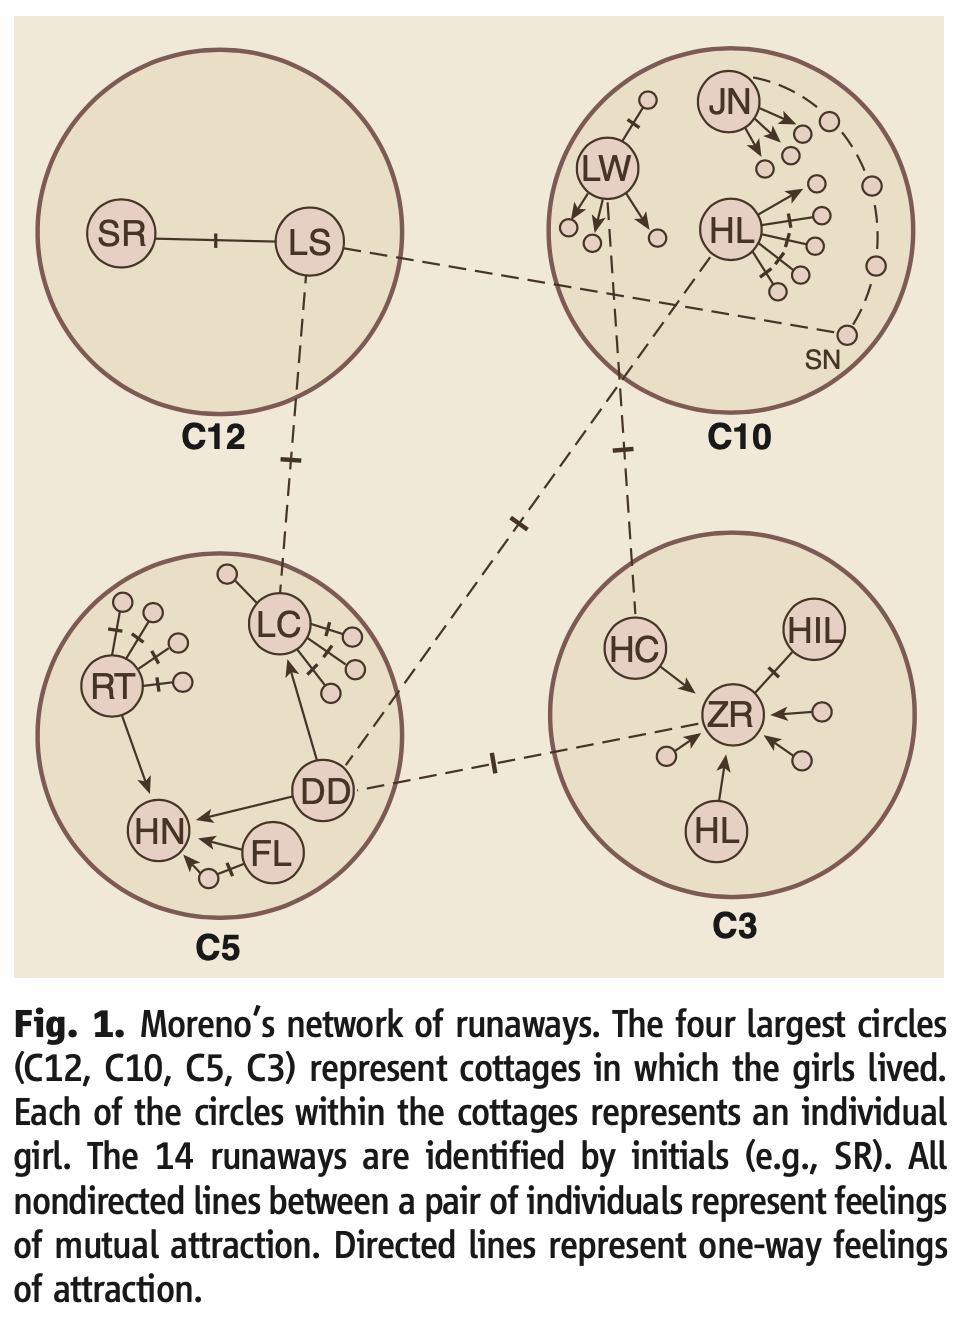 JN
LW
SR
LS
HL
SN
C12
C10
LC
HC
HIL
RT
ZR
DD
HN
FL
HL
C3
C5
Fig. 1. Moreno’s network of runaways. The four largest circles
(C12, C10, C5, C3) represent cottages in which the girls lived.
Each of the circles within the cottages represents an individual
girl. The 14 runaways are identified by initials (e.g., SR). All
nondirected lines between a pair of individuals represent feelings
of mutual attraction. Directed lines represent one-way feelings
of attraction.